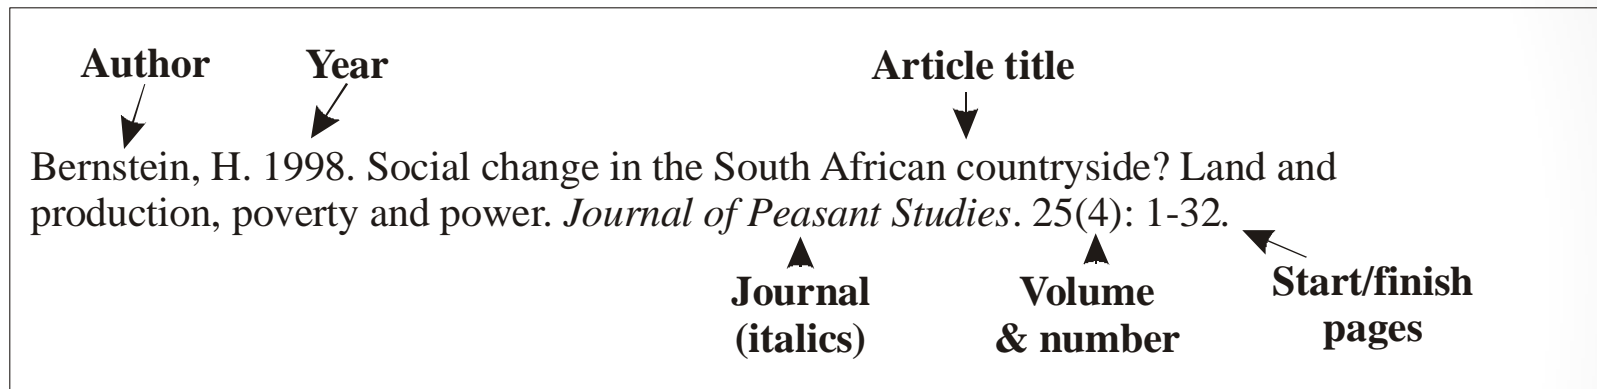 Author Year Article title
Bernstein, H. 1998. Social change in the South African countryside? Land and
production, poverty and power. Journal of Peasant Studies. 25(4): 1-32.
Journal
(italics)
Volume
& number
Start/finish
pages